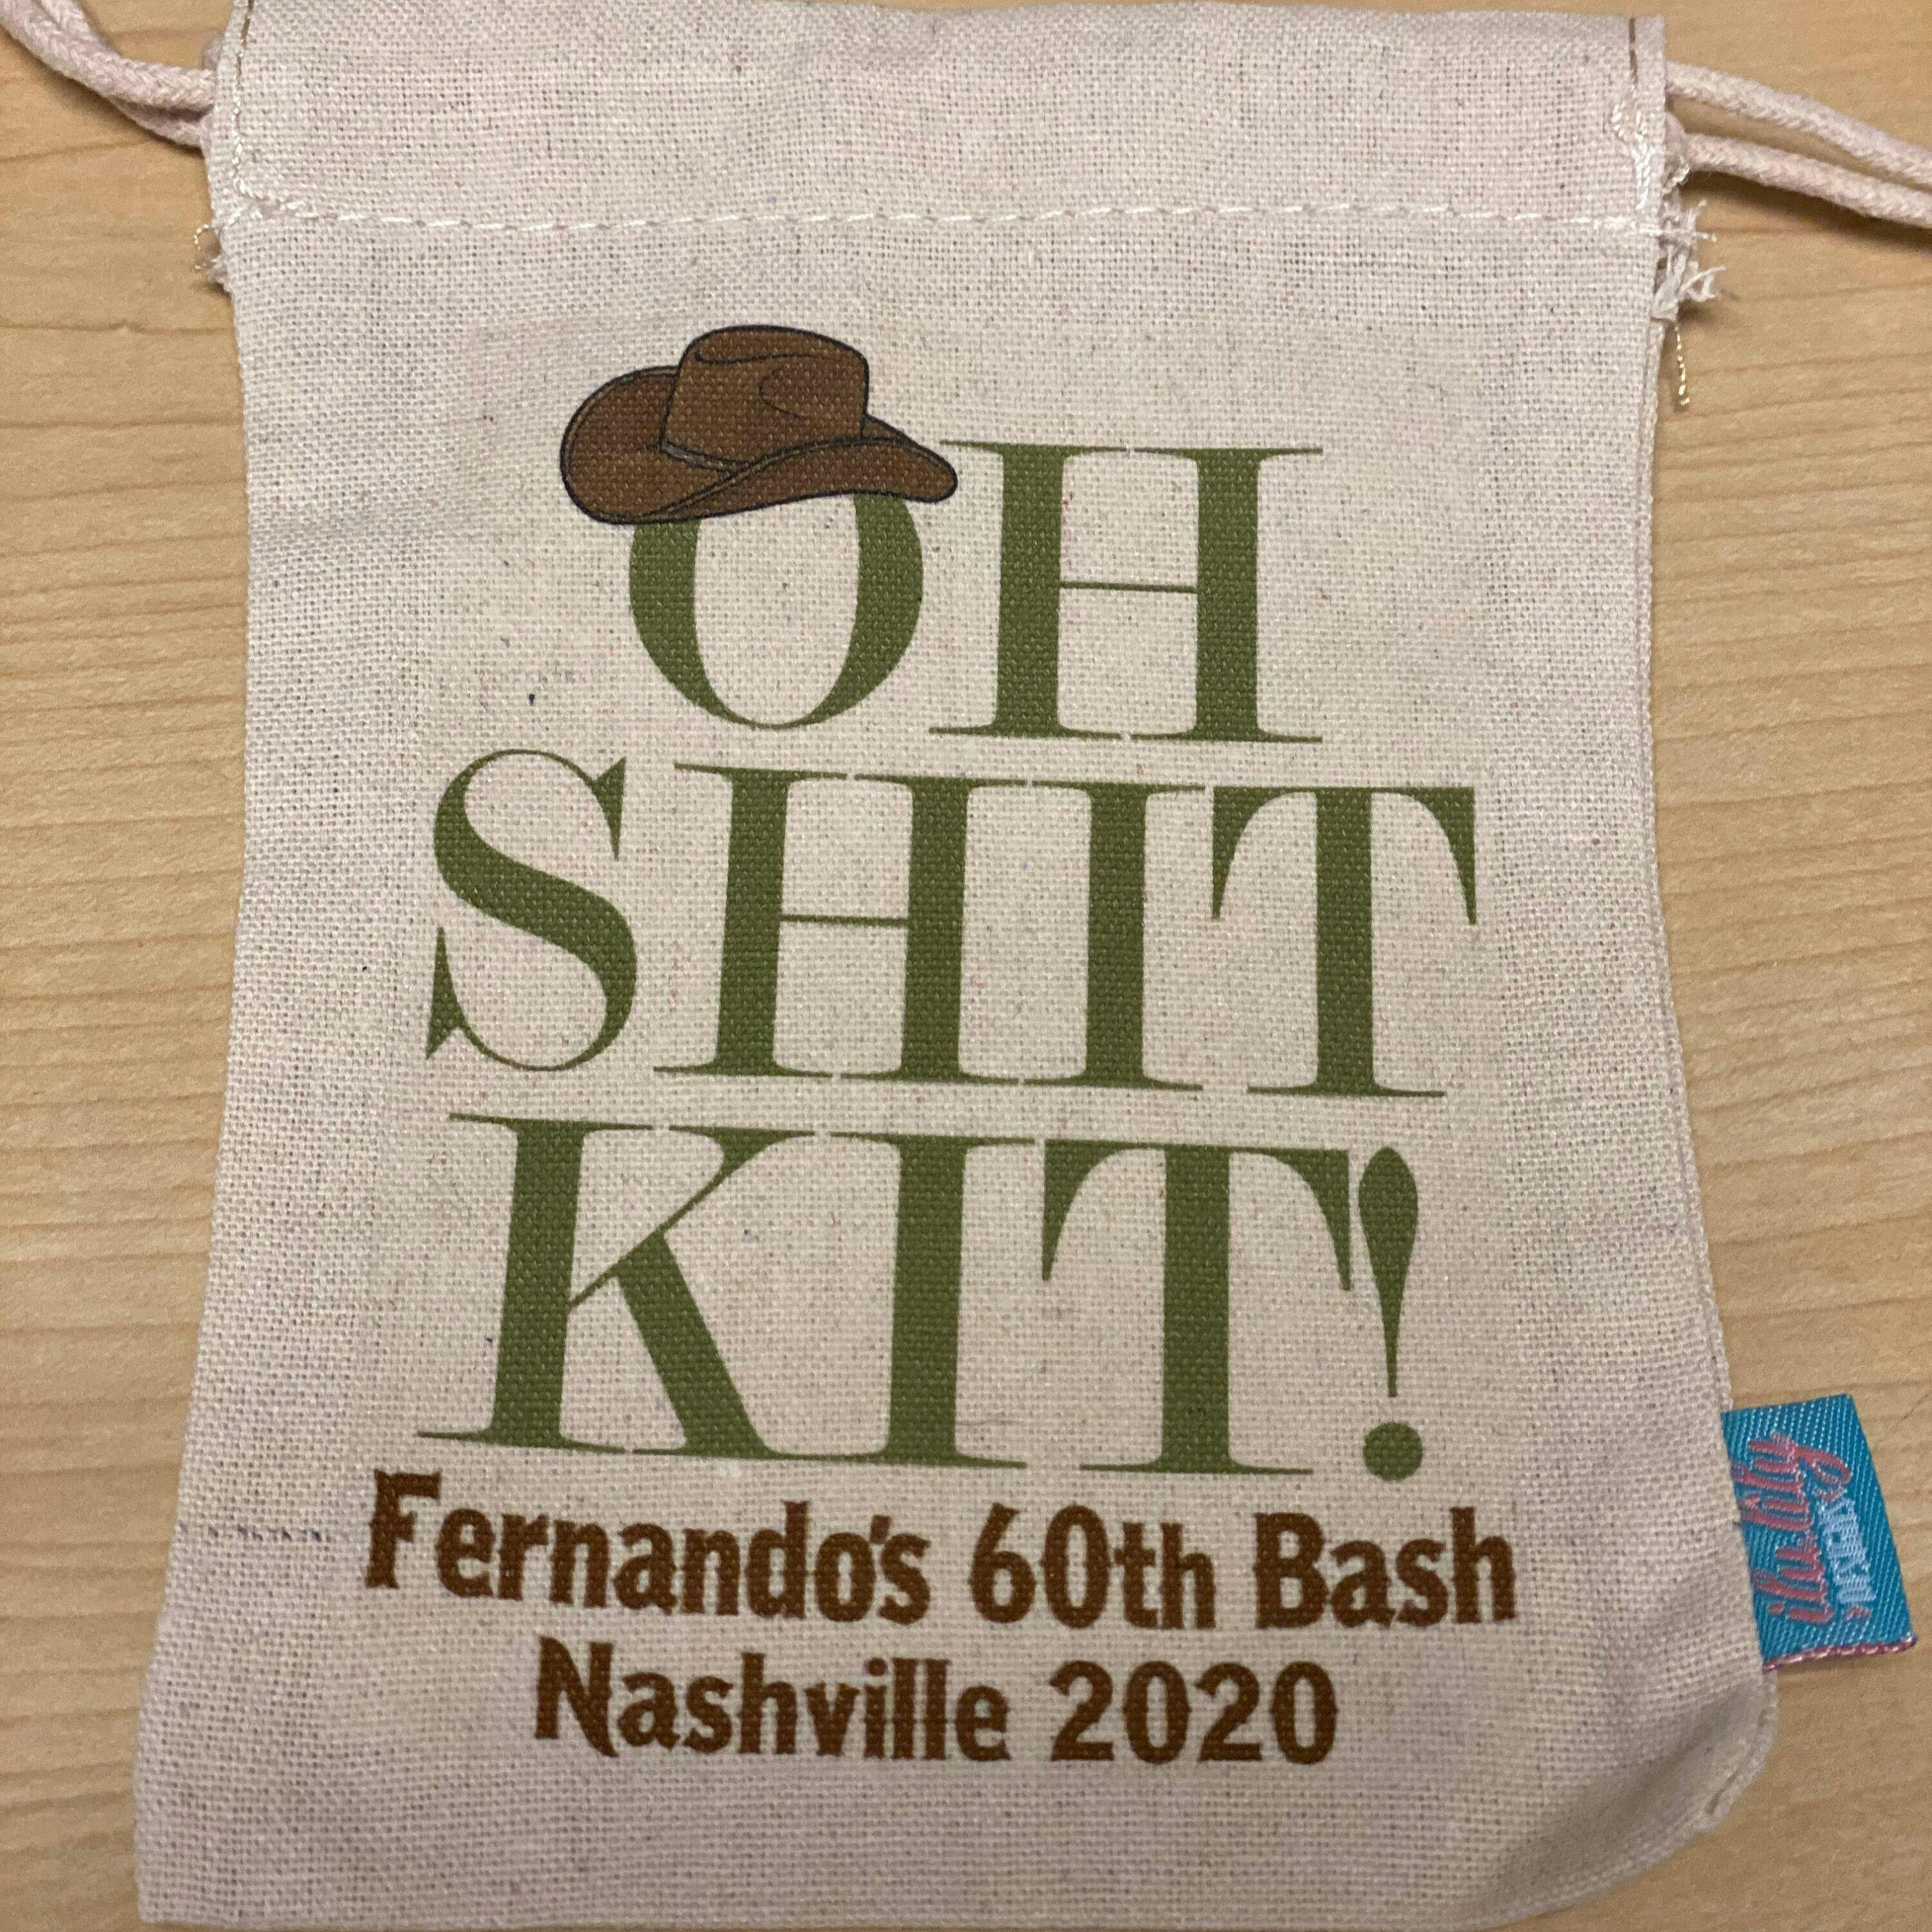 OH
SHIT
KIT!
Fernando's 60th Bash
Nashville 2020